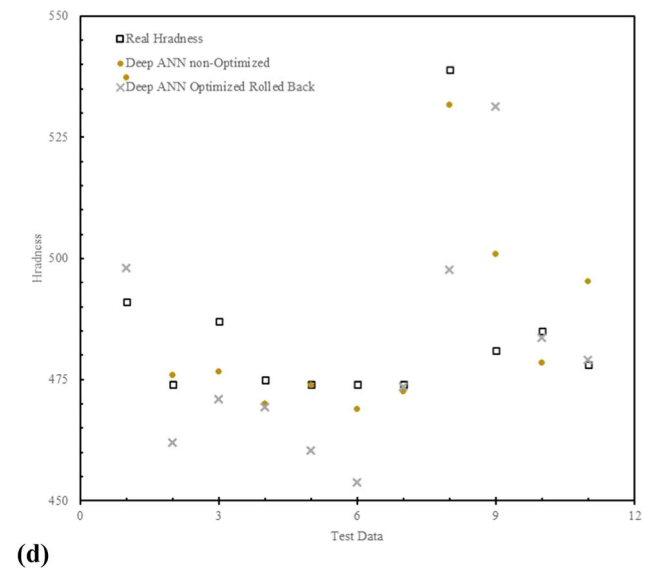 550
Real Hradness
Deep ANN non-Optimized
Deep ANN Optimized Rolled Back
525
Hradness
500
475
450
0
3
6
9
12
Test Data
(d)